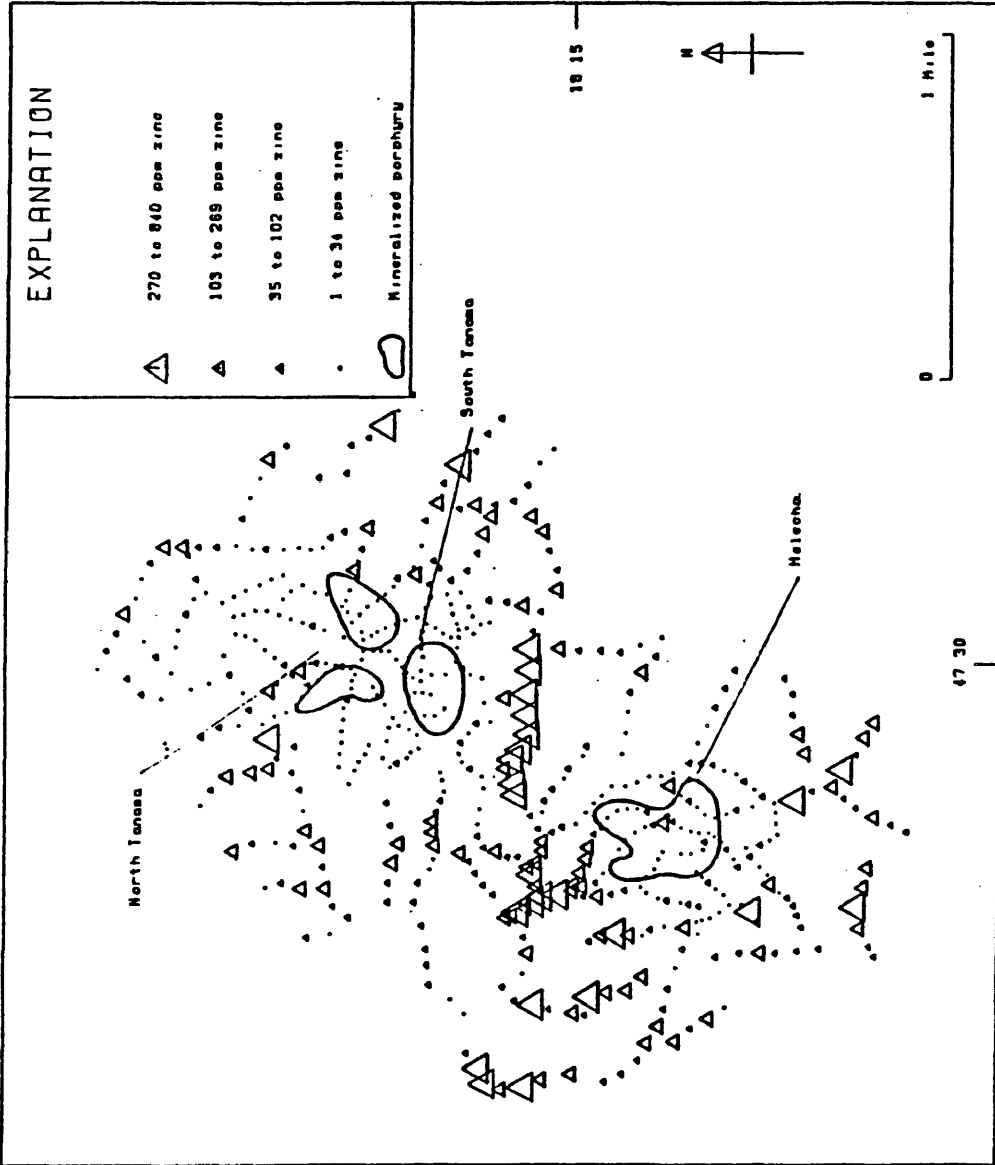 EXPLANATION
270 to 840 ppm zinc
103 to 269 ppm zinc
35 to 102 ppm zinc
1 to 34 ppm zinc
Mineralized porphyry
18 15
N
0
1 Mile
South Tanama
Helecho
47 30
North Tanama